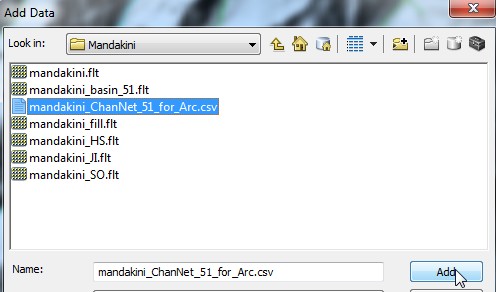 Add Data
Look in: Mandakini
mandakini.flt
mandakini_basin_51.flt
mandakini_ChanNet_51_for_Arc.csv
mandakini_fill.flt
mandakini_HS.flt
mandakini_JI.flt
mandakini_SO.flt
Name: mandakini_ChanNet_51_for_Arc.csv Add